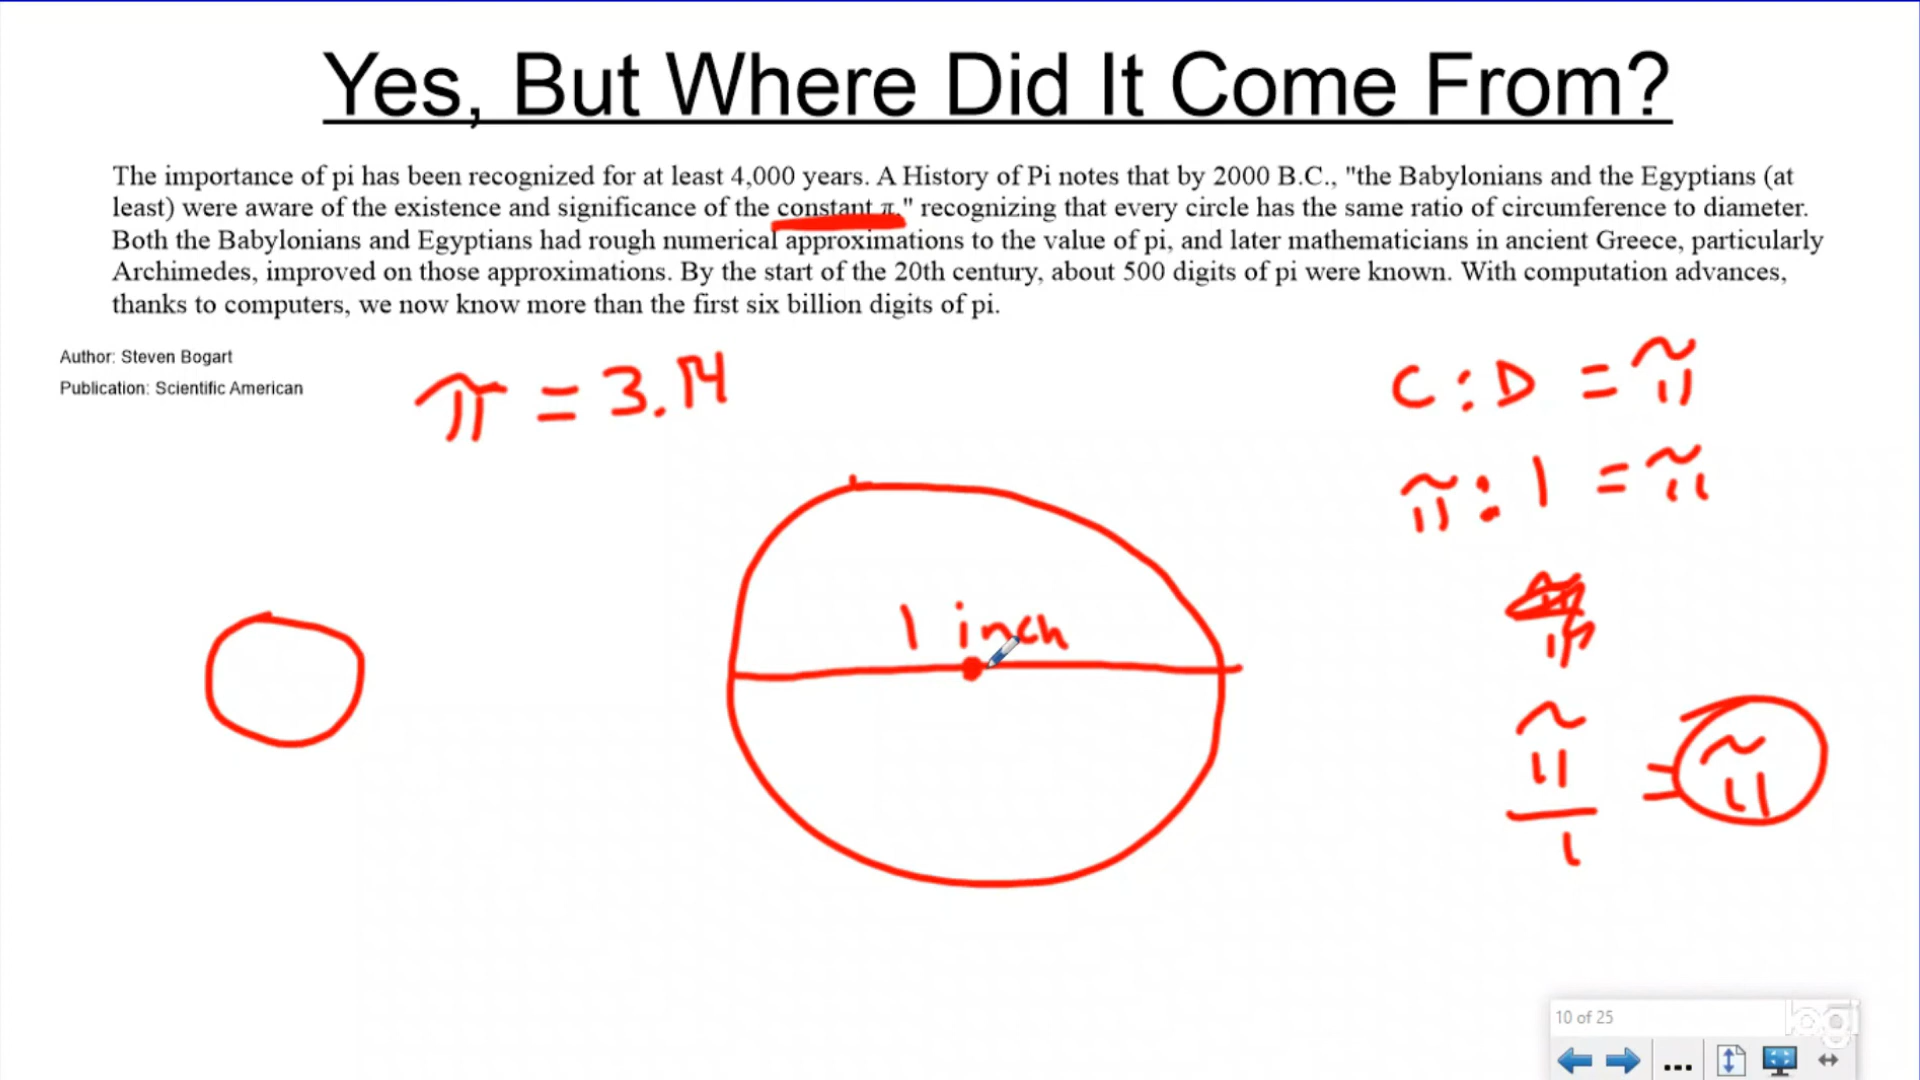 Yes, But Where Did It Come From?
The importance of pi has been recognized for at least 4,000 years. A History of Pi notes that by 2000 B.C., "the Babylonians and the Egyptians (at
least) were aware of the existence and significance of the constant π," recognizing that every circle has the same ratio of circumference to diameter.
Both the Babylonians and Egyptians had rough numerical approximations to the value of pi, and later mathematicians in ancient Greece, particularly
Archimedes, improved on those approximations. By the start of the 20th century, about 500 digits of pi were known. With computation advances,
thanks to computers, we now know more than the first six billion digits of pi.
Author: Steven Bogart
Publication: Scientific American
π = 3.14
C : D = π
π : 1 = π
1 inch
π
1
= π
10 of 25
logi
...